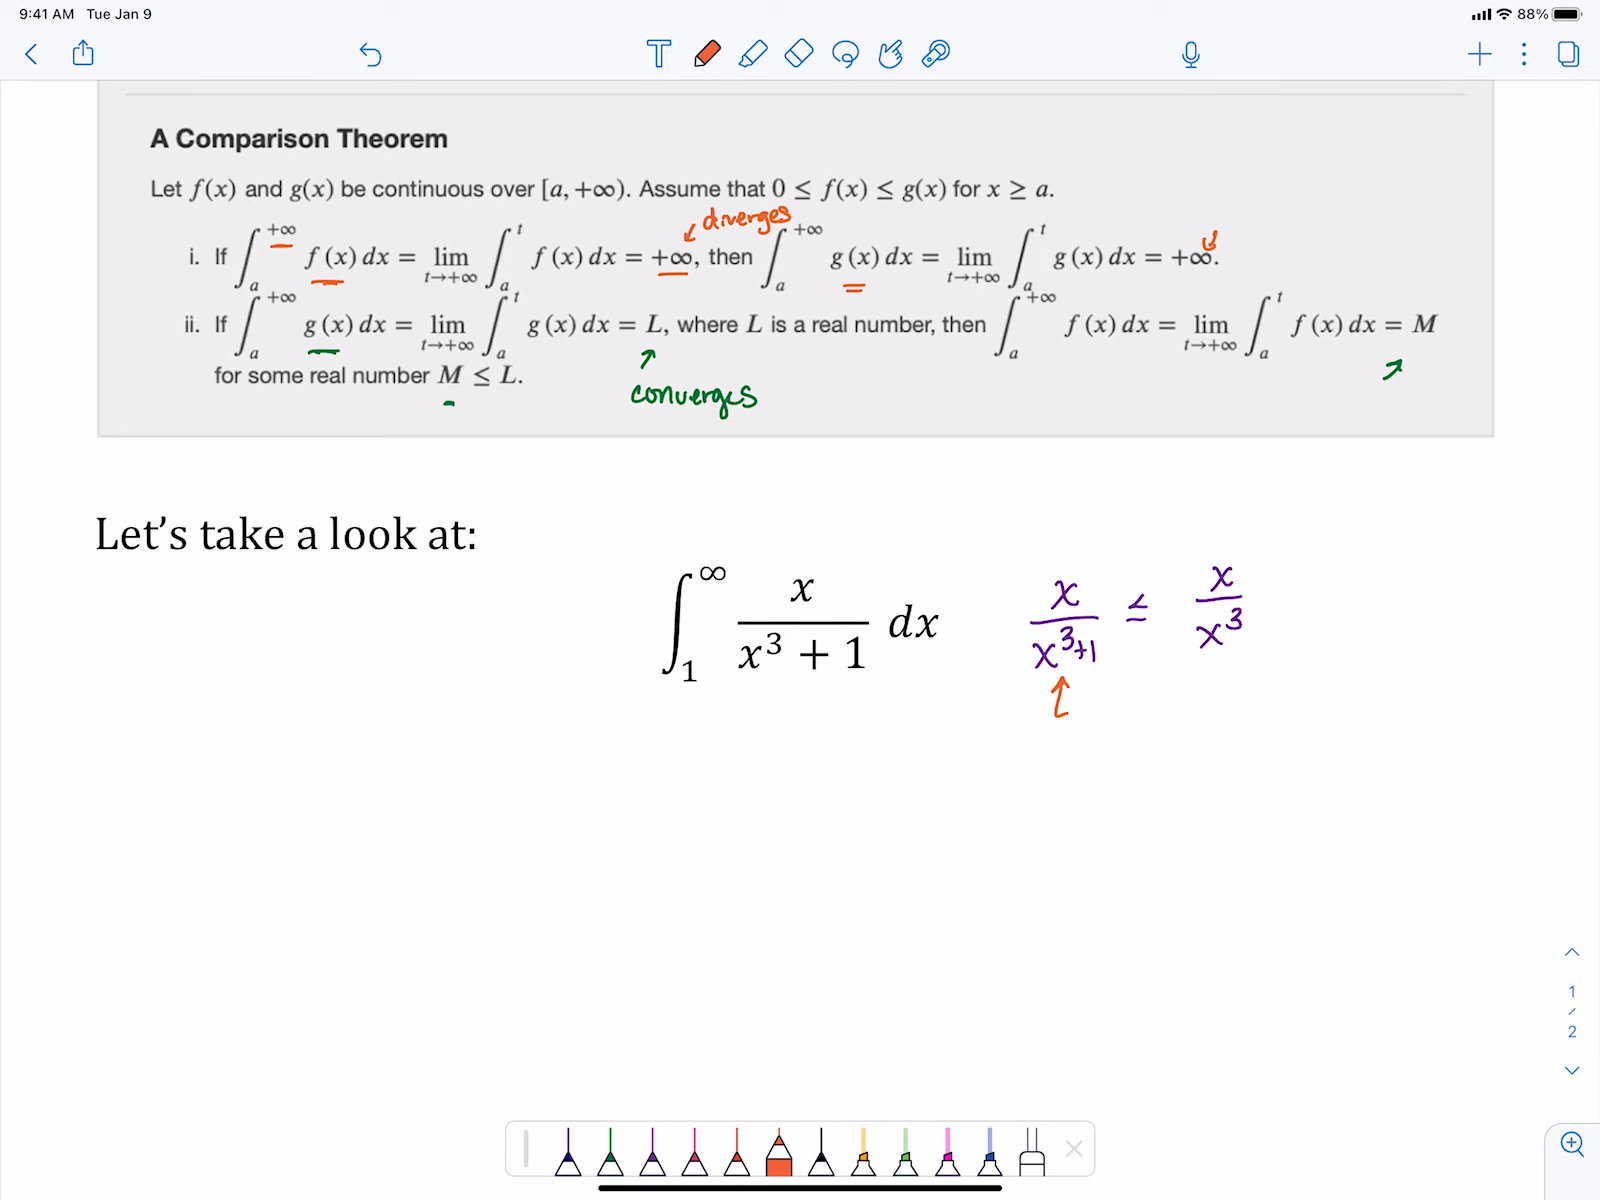 9:41 AM Tue Jan 9 88%
A Comparison Theorem
Let f(x) and g(x) be continuous over [a, +∞). Assume that 0 ≤ f(x) ≤ g(x) for x ≥ a.
diverges
i. If ∫_a^{+∞} f(x) dx = lim_{t→+∞} ∫_a^t f(x) dx = +∞, then ∫_a^{+∞} g(x) dx = lim_{t→+∞} ∫_a^t g(x) dx = +∞.
ii. If ∫_a^{+∞} g(x) dx = lim_{t→+∞} ∫_a^t g(x) dx = L, where L is a real number, then ∫_a^{+∞} f(x) dx = lim_{t→+∞} ∫_a^t f(x) dx = M
for some real number M ≤ L.
converges
Let's take a look at:
∫_1^∞ x/(x³ + 1) dx x/(x³+1) ≤ x/x³
1/2